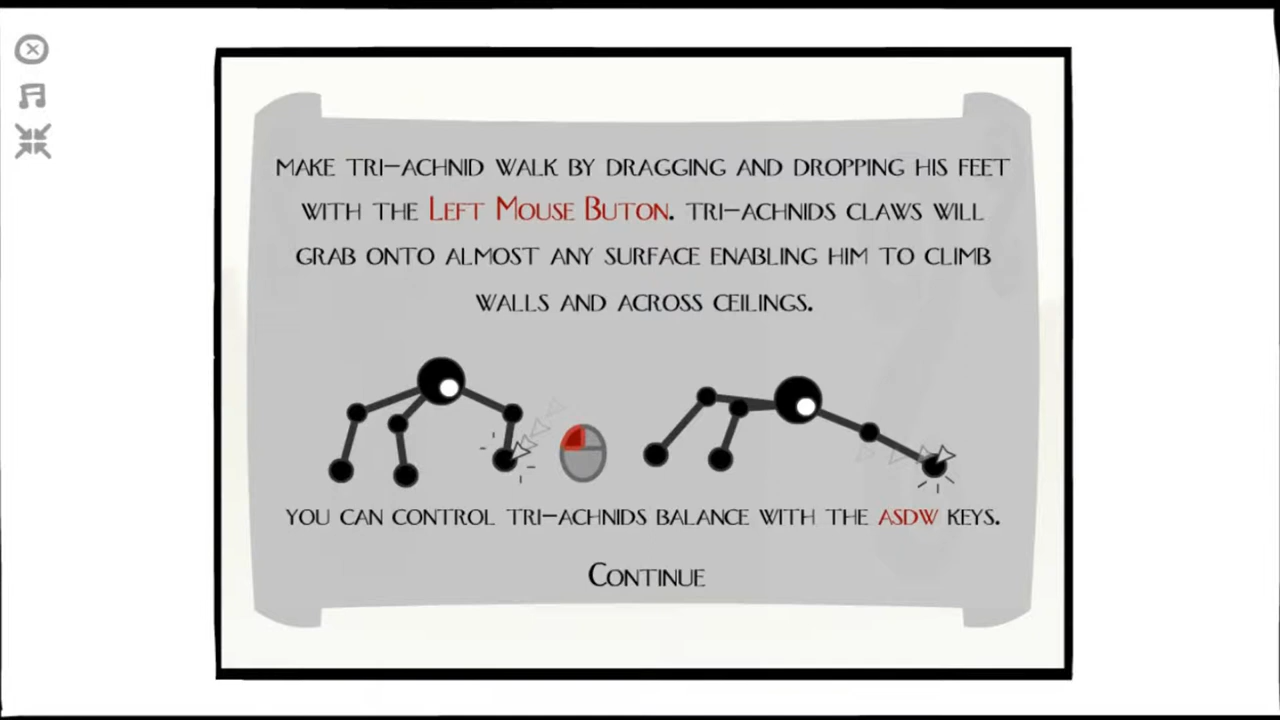 MAKE TRI-ACHNID WALK BY DRAGGING AND DROPPING HIS FEET
WITH THE LEFT MOUSE BUTON. TRI-ACHNIDS CLAWS WILL
GRAB ONTO ALMOST ANY SURFACE ENABLING HIM TO CLIMB
WALLS AND ACROSS CEILINGS.
YOU CAN CONTROL TRI-ACHNIDS BALANCE WITH THE ASDW KEYS.
CONTINUE